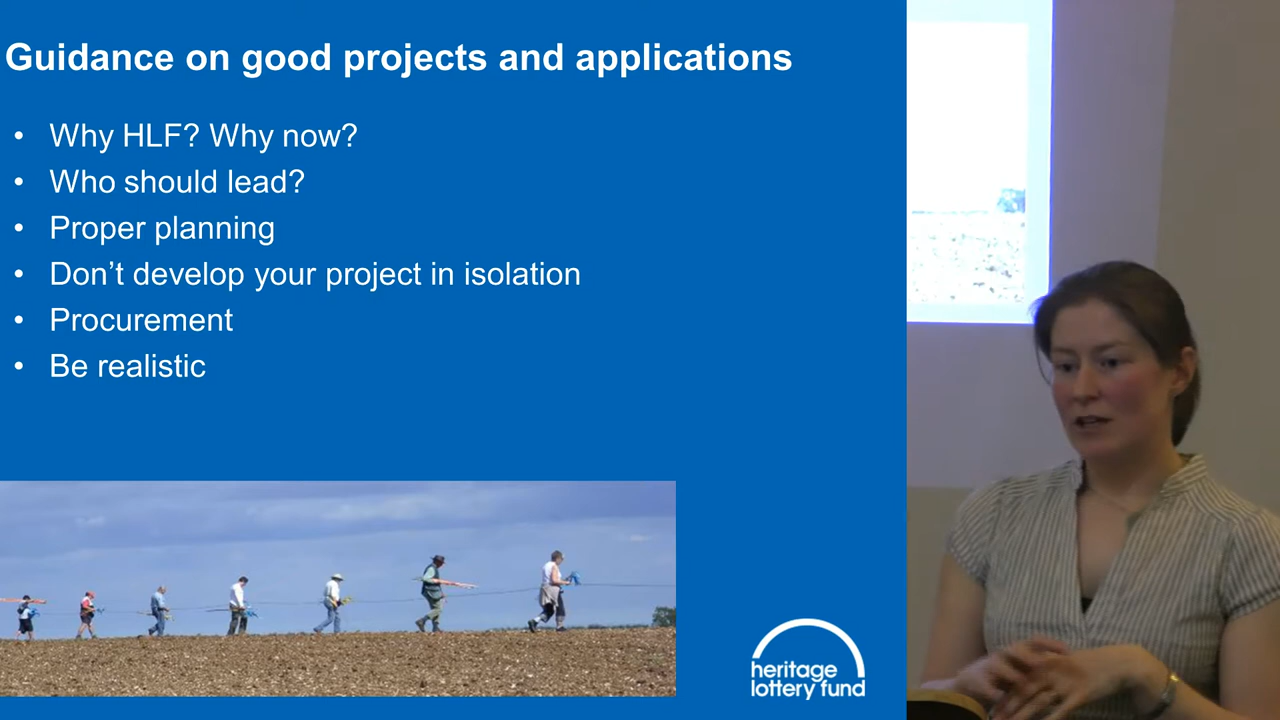 Guidance on good projects and applications
• Why HLF? Why now?
• Who should lead?
• Proper planning
• Don’t develop your project in isolation
• Procurement
• Be realistic
heritage
lottery fund